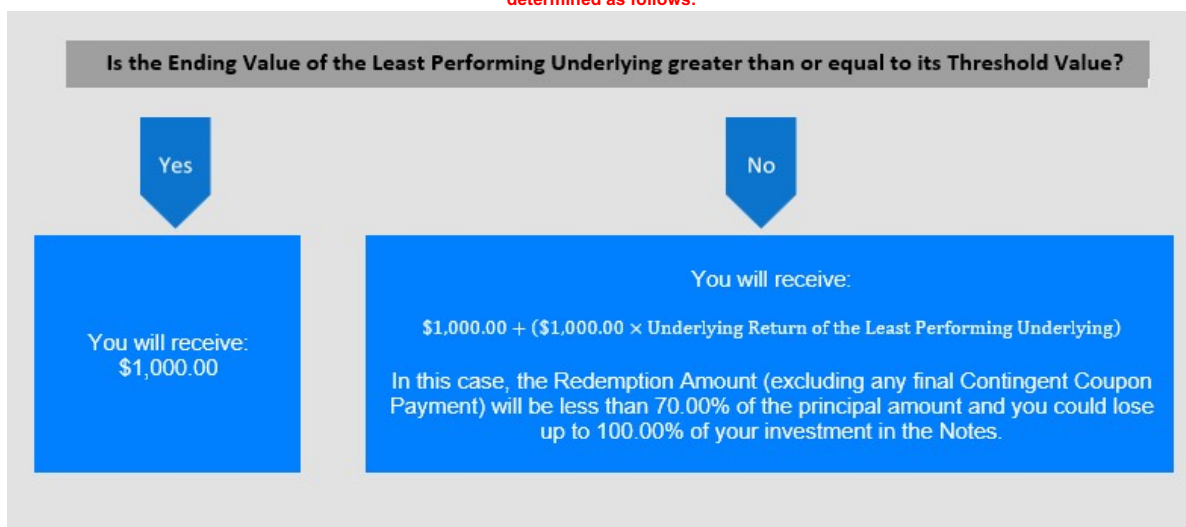 determined as follows:
Is the Ending Value of the Least Performing Underlying greater than or equal to its Threshold Value?
Yes
No
You will receive:
$1,000.00
You will receive:
$1,000.00 + ($1,000.00 × Underlying Return of the Least Performing Underlying)
In this case, the Redemption Amount (excluding any final Contingent Coupon
Payment) will be less than 70.00% of the principal amount and you could lose
up to 100.00% of your investment in the Notes.